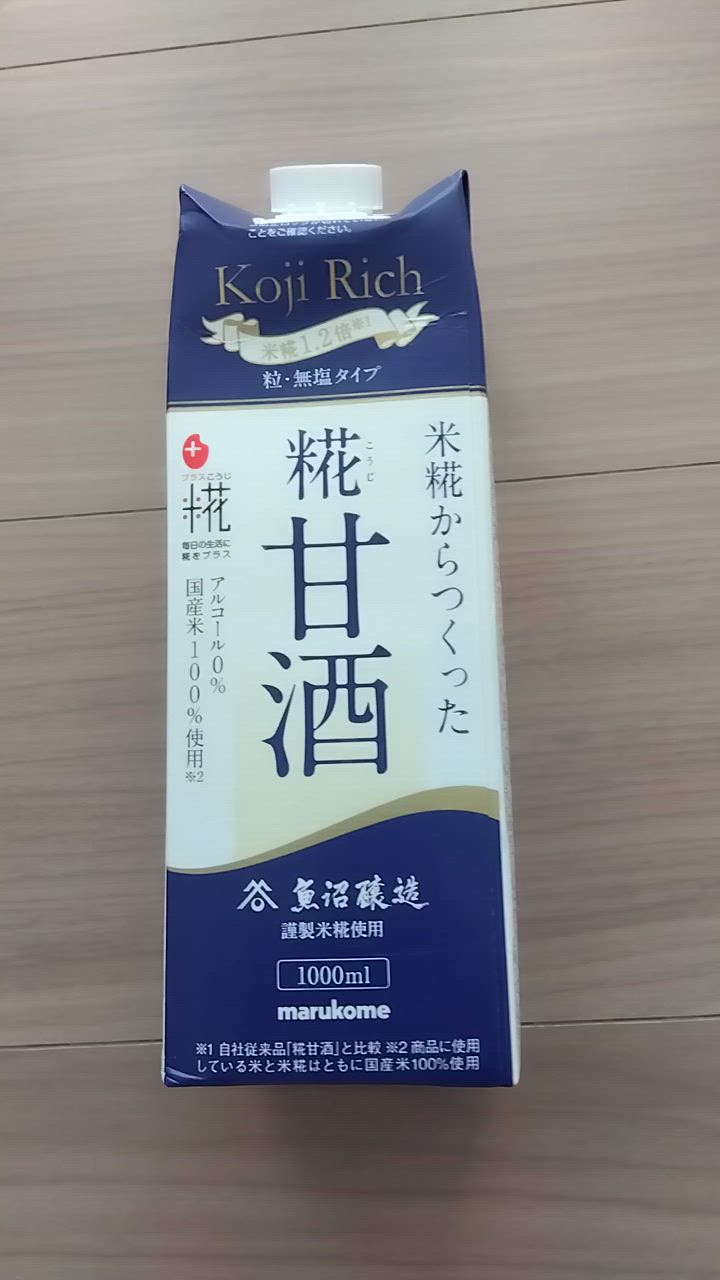 ことをご確認ください。
Koji Rich
米糀1.2倍※1
粒・無塩タイプ
米糀からつくった
こうじ
糀甘酒
プラスこうじ
糀
毎日の生活に
糀をプラス
アルコール0%
国産米100%使用※2
魚沼醸造
謹製米糀使用
1000ml
marukome
※1 自社従来品「糀甘酒」と比較 ※2 商品に使用
している米と米糀はともに国産米100%使用